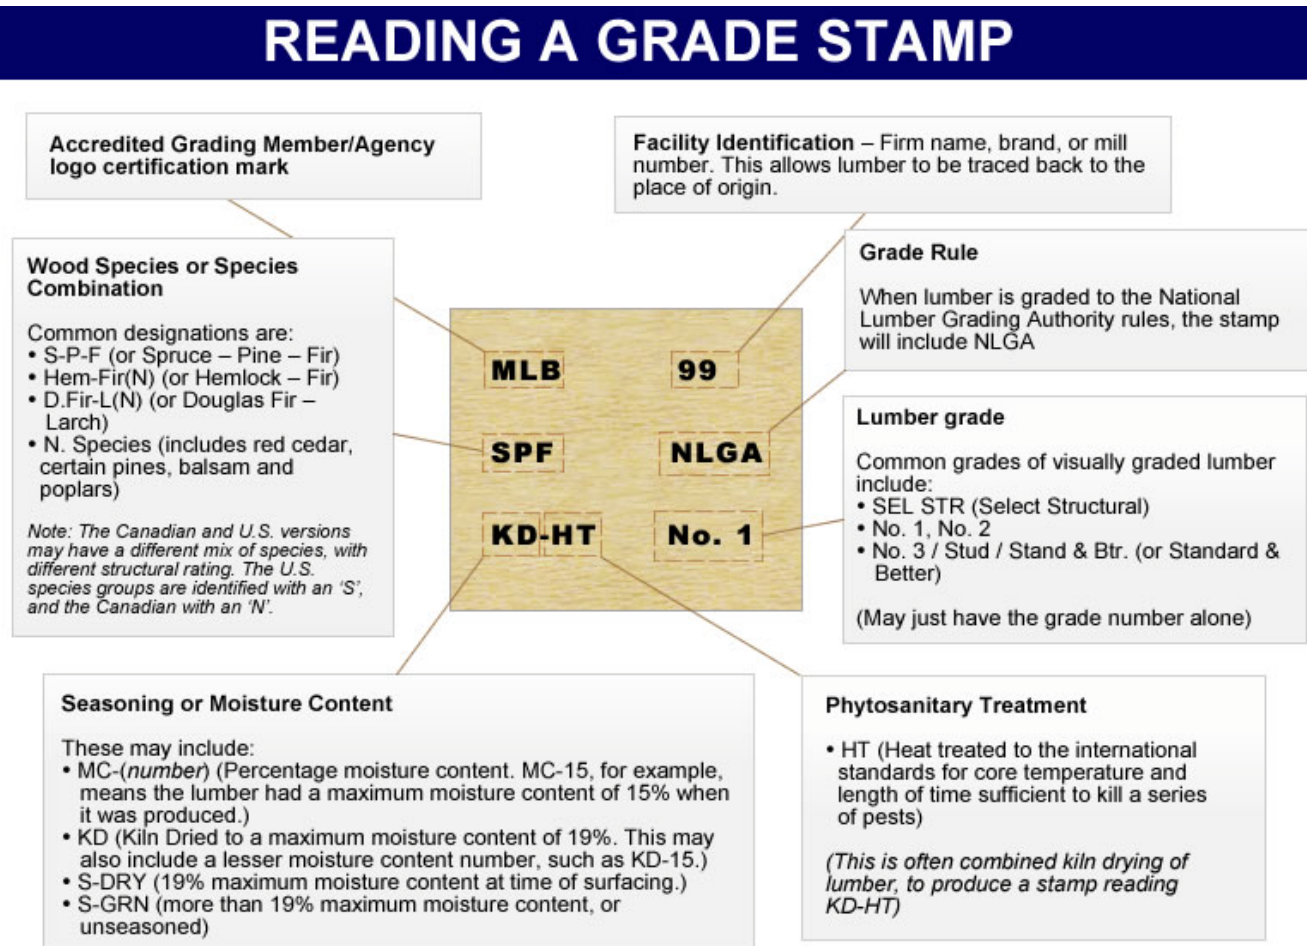 READING A GRADE STAMP
Accredited Grading Member/Agency
logo certification mark
Facility Identification – Firm name, brand, or mill
number. This allows lumber to be traced back to the
place of origin.
Wood Species or Species
Combination
Common designations are:
• S-P-F (or Spruce – Pine – Fir)
• Hem-Fir(N) (or Hemlock – Fir)
• D.Fir-L(N) (or Douglas Fir –
Larch)
• N. Species (includes red cedar,
certain pines, balsam and
poplars)
Note: The Canadian and U.S. versions
may have a different mix of species, with
different structural rating. The U.S.
species groups are identified with an ‘S’,
and the Canadian with an ‘N’.
MLB
99
SPF
NLGA
KD-HT
No. 1
Grade Rule
When lumber is graded to the National
Lumber Grading Authority rules, the stamp
will include NLGA
Lumber grade
Common grades of visually graded lumber
include:
• SEL STR (Select Structural)
• No. 1, No. 2
• No. 3 / Stud / Stand & Btr. (or Standard &
Better)
(May just have the grade number alone)
Seasoning or Moisture Content
These may include:
• MC-(number) (Percentage moisture content. MC-15, for example,
means the lumber had a maximum moisture content of 15% when
it was produced.)
• KD (Kiln Dried to a maximum moisture content of 19%. This may
also include a lesser moisture content number, such as KD-15.)
• S-DRY (19% maximum moisture content at time of surfacing.)
• S-GRN (more than 19% maximum moisture content, or
unseasoned)
Phytosanitary Treatment
• HT (Heat treated to the international
standards for core temperature and
length of time sufficient to kill a series
of pests)
(This is often combined kiln drying of
lumber, to produce a stamp reading
KD-HT)